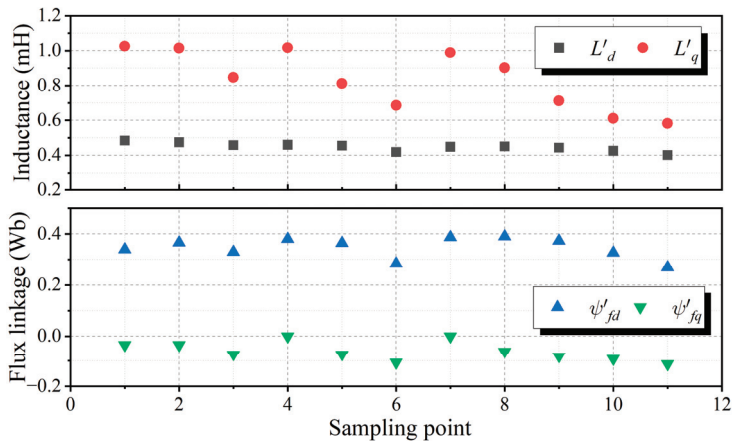 Inductance (mH)
1.2
1.0
0.8
0.6
0.4
0.2
L′d
L′q
Flux linkage (Wb)
0.4
0.2
0.0
−0.2
ψ′fd
ψ′fq
0
2
4
6
8
10
12
Sampling point